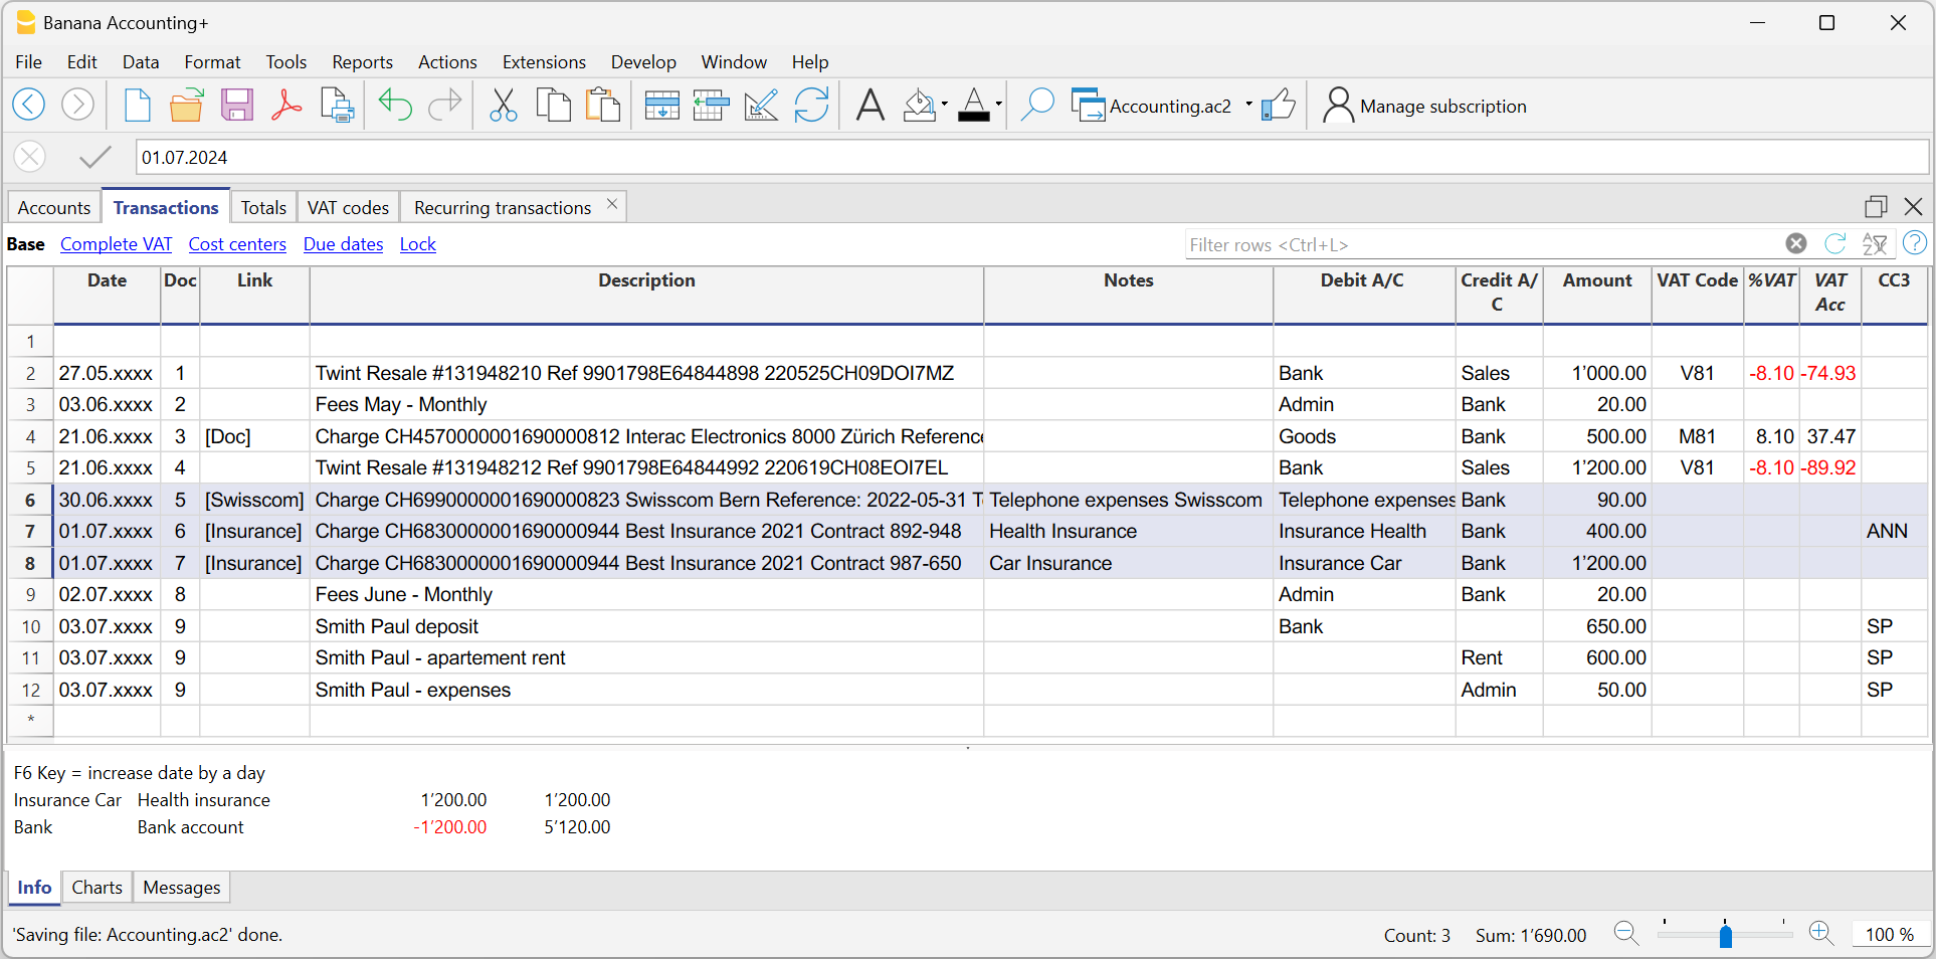 Banana Accounting+
File Edit Data Format Tools Reports Actions Extensions Develop Window Help
Accounting.ac2 Manage subscription
01.07.2024
Accounts Transactions Totals VAT codes Recurring transactions
Base Complete VAT Cost centers Due dates Lock Filter rows <Ctrl+L>
Date Doc Link Description Notes Debit A/C Credit A/C Amount VAT Code %VAT VAT Acc CC3
1
2 27.05.xxxx 1 Twint Resale #131948210 Ref 9901798E64844898 220525CH09DOI7MZ Bank Sales 1’000.00 V81 -8.10 -74.93
3 03.06.xxxx 2 Fees May - Monthly Admin Bank 20.00
4 21.06.xxxx 3 [Doc] Charge CH4570000001690000812 Interac Electronics 8000 Zürich Reference Goods Bank 500.00 M81 8.10 37.47
5 21.06.xxxx 4 Twint Resale #131948212 Ref 9901798E64844992 220619CH08EOI7EL Bank Sales 1’200.00 V81 -8.10 -89.92
6 30.06.xxxx 5 [Swisscom] Charge CH6990000001690000823 Swisscom Bern Reference: 2022-05-31 T Telephone expenses Swisscom Telephone expenses Bank 90.00
7 01.07.xxxx 6 [Insurance] Charge CH6830000001690000944 Best Insurance 2021 Contract 892-948 Health Insurance Insurance Health Bank 400.00 ANN
8 01.07.xxxx 7 [Insurance] Charge CH6830000001690000944 Best Insurance 2021 Contract 987-650 Car Insurance Insurance Car Bank 1’200.00
9 02.07.xxxx 8 Fees June - Monthly Admin Bank 20.00
10 03.07.xxxx 9 Smith Paul deposit Bank 650.00 SP
11 03.07.xxxx 9 Smith Paul - apartement rent Rent 600.00 SP
12 03.07.xxxx 9 Smith Paul - expenses Admin 50.00 SP
*
F6 Key = increase date by a day
Insurance Car Health insurance 1’200.00 1’200.00
Bank Bank account -1’200.00 5’120.00
Info Charts Messages
'Saving file: Accounting.ac2' done. Count: 3 Sum: 1’690.00 100 %